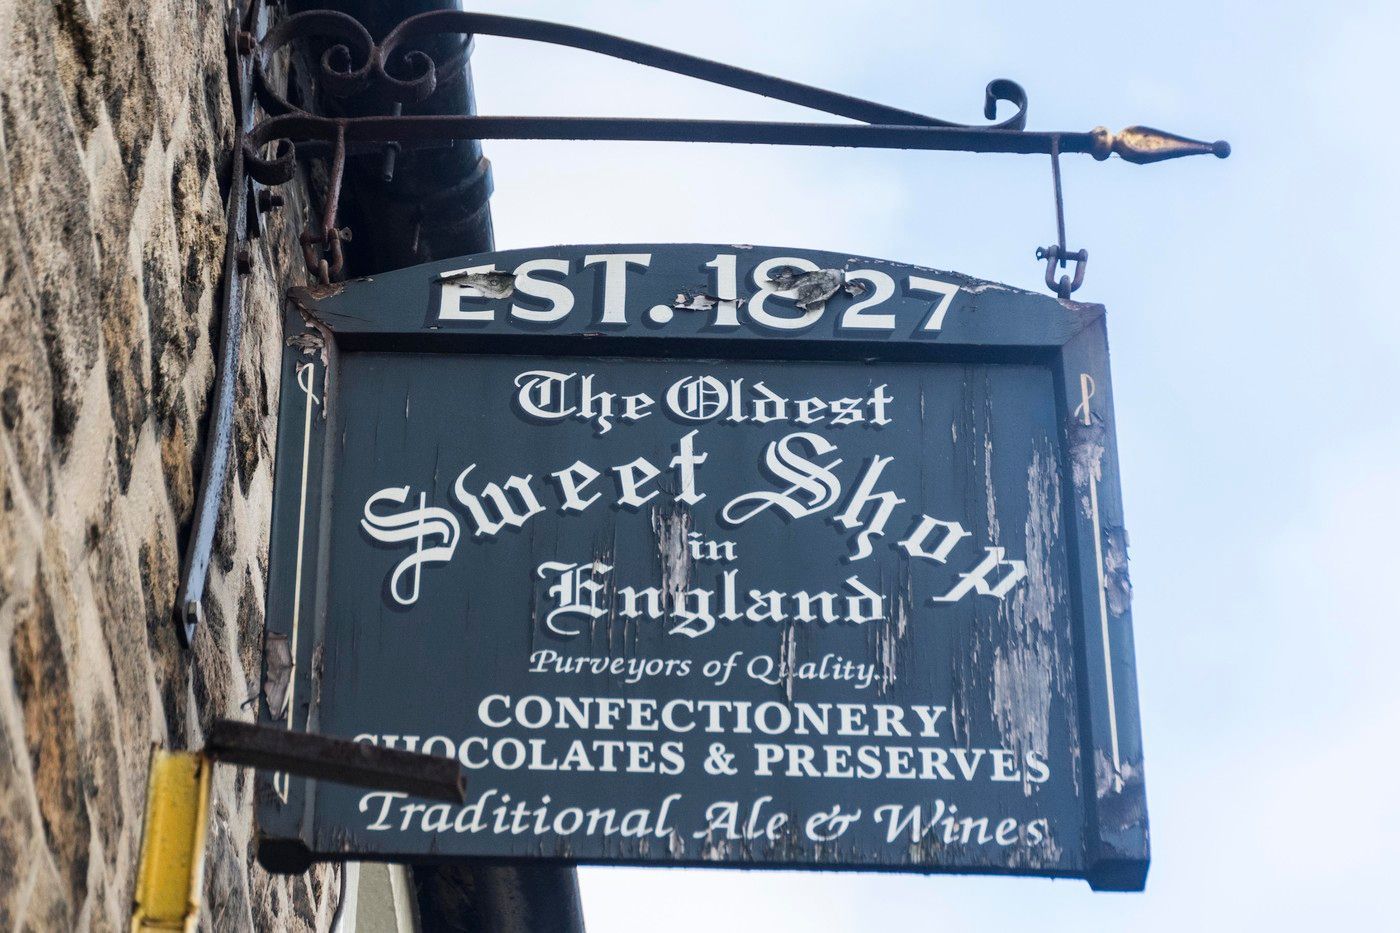 EST. 1827
The Oldest
Sweet Shop
in
England
Purveyors of Quality...
CONFECTIONERY
CHOCOLATES & PRESERVES
Traditional Ale & Wines